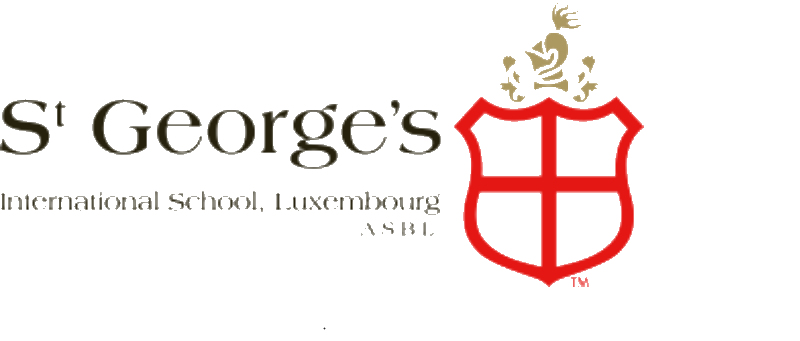 St George's
International School, Luxembourg
ASBL
TM